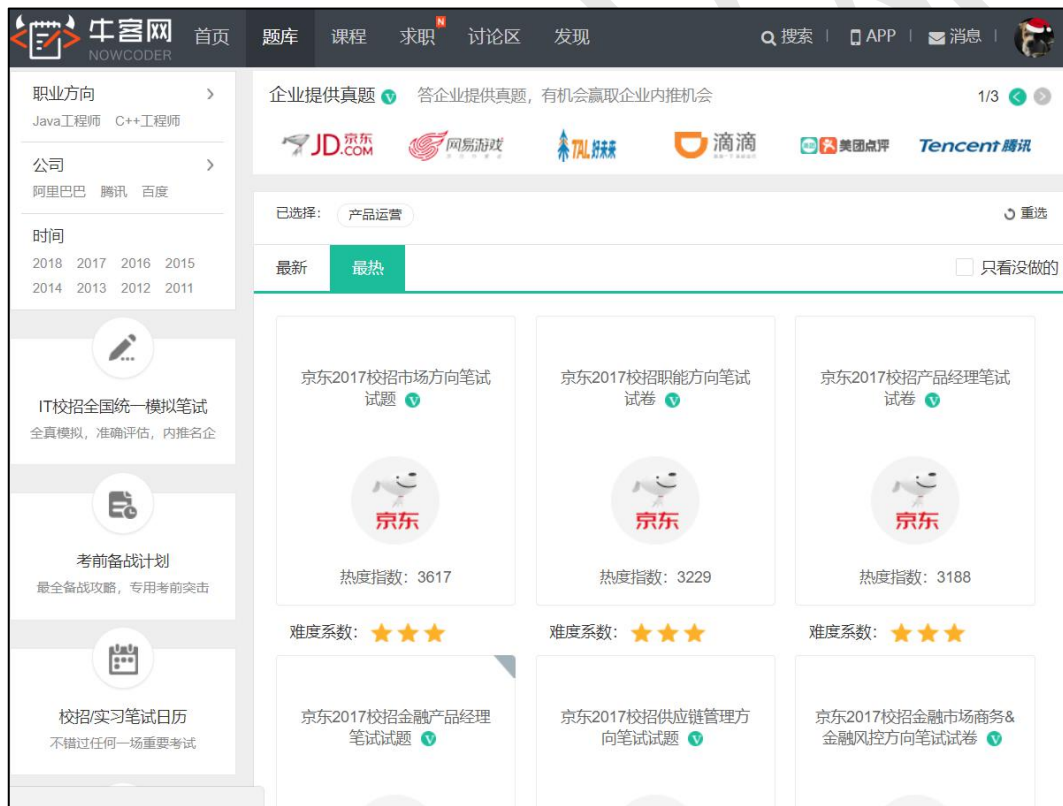 牛客网
NOWCODER
首页 题库 课程 求职 N 讨论区 发现 搜索 APP 消息
职业方向 >
Java工程师 C++工程师
公司 >
阿里巴巴 腾讯 百度
时间
2018 2017 2016 2015
2014 2013 2012 2011
IT校招全国统一模拟笔试
全真模拟，准确评估，内推名企
考前备战计划
最全备战攻略，专用考前突击
校招/实习笔试日历
不错过任何一场重要考试
企业提供真题 V 答企业提供真题，有机会赢取企业内推机会 1/3
JD.京东 COM 网易游戏 TAL好未来 滴滴 美团点评 Tencent腾讯
已选择： 产品运营 重选
最新 最热 只看没做的
京东2017校招市场方向笔试
试题 V
京东
热度指数：3617
难度系数：
京东2017校招职能方向笔试
试卷 V
京东
热度指数：3229
难度系数：
京东2017校招产品经理笔试
试卷 V
京东
热度指数：3188
难度系数：
京东2017校招金融产品经理
笔试试题 V
京东2017校招供应链管理方
向笔试试题 V
京东2017校招金融市场商务&
金融风控方向笔试试卷 V